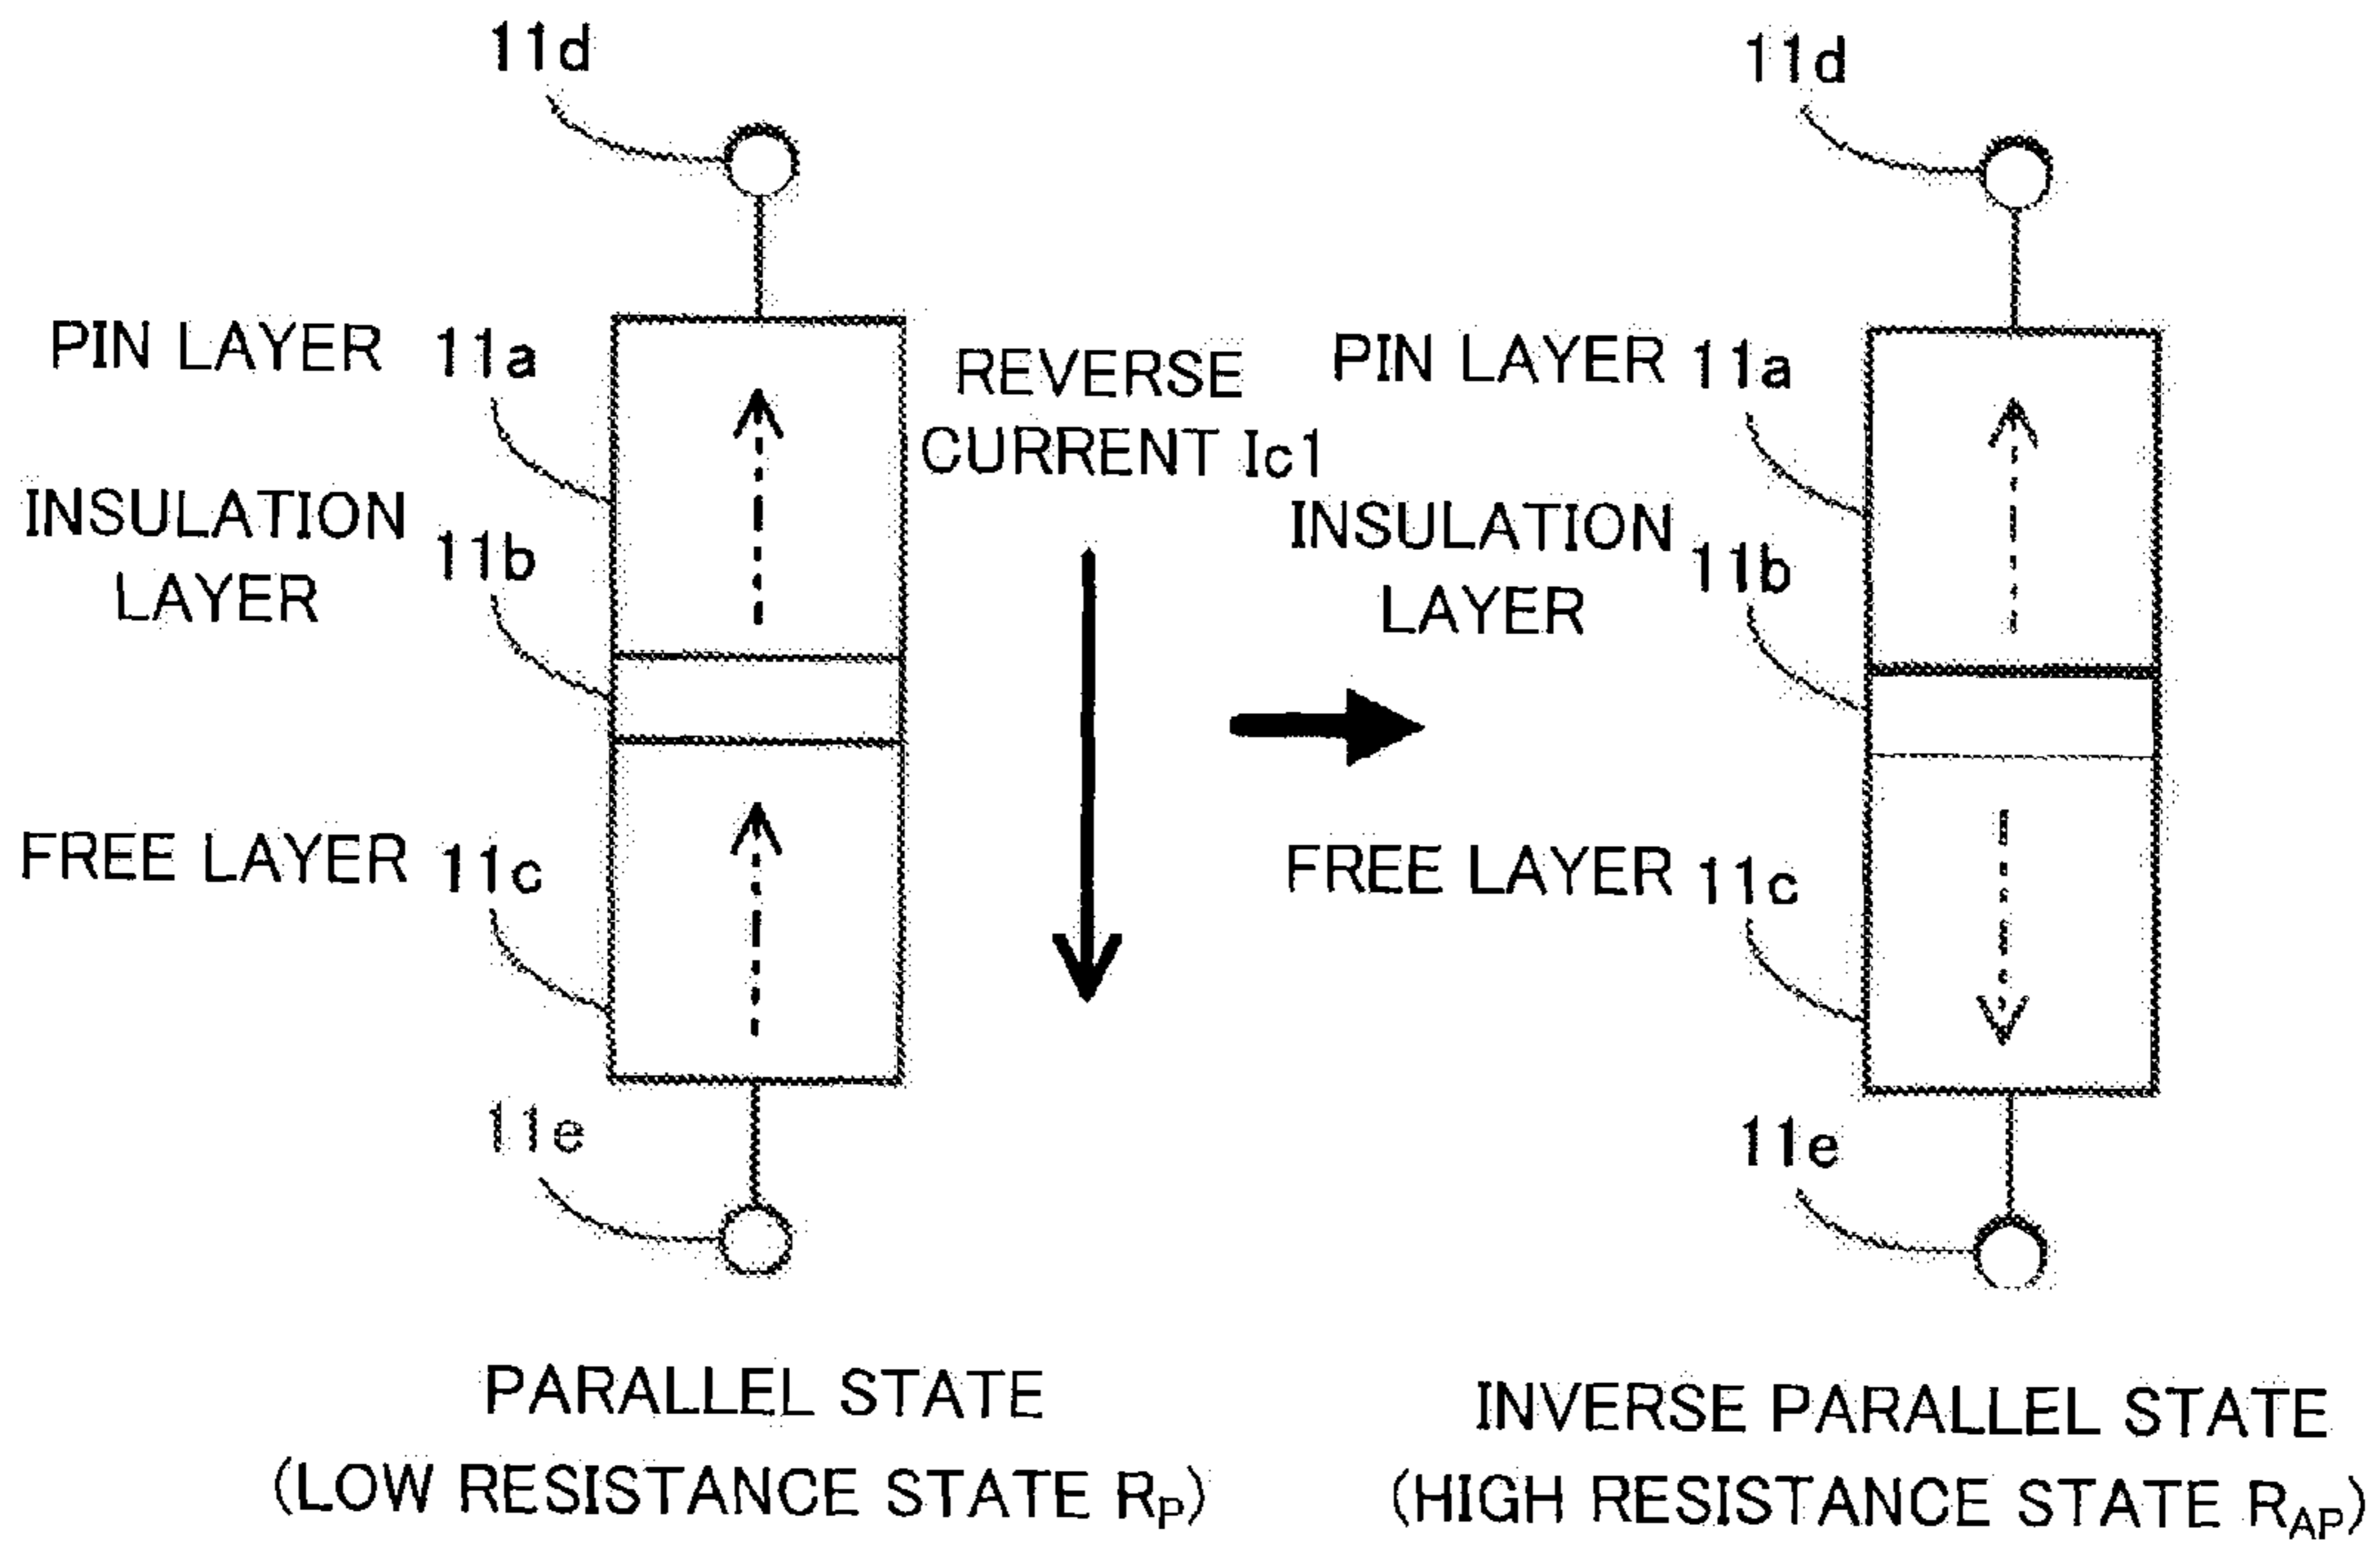 11d
PIN LAYER 11a
INSULATION
LAYER
11b
FREE LAYER 11c
11e
REVERSE
CURRENT Ic1
PARALLEL STATE
(LOW RESISTANCE STATE RP)
11d
PIN LAYER 11a
INSULATION
LAYER
11b
FREE LAYER 11c
11e
INVERSE PARALLEL STATE
(HIGH RESISTANCE STATE RAP)